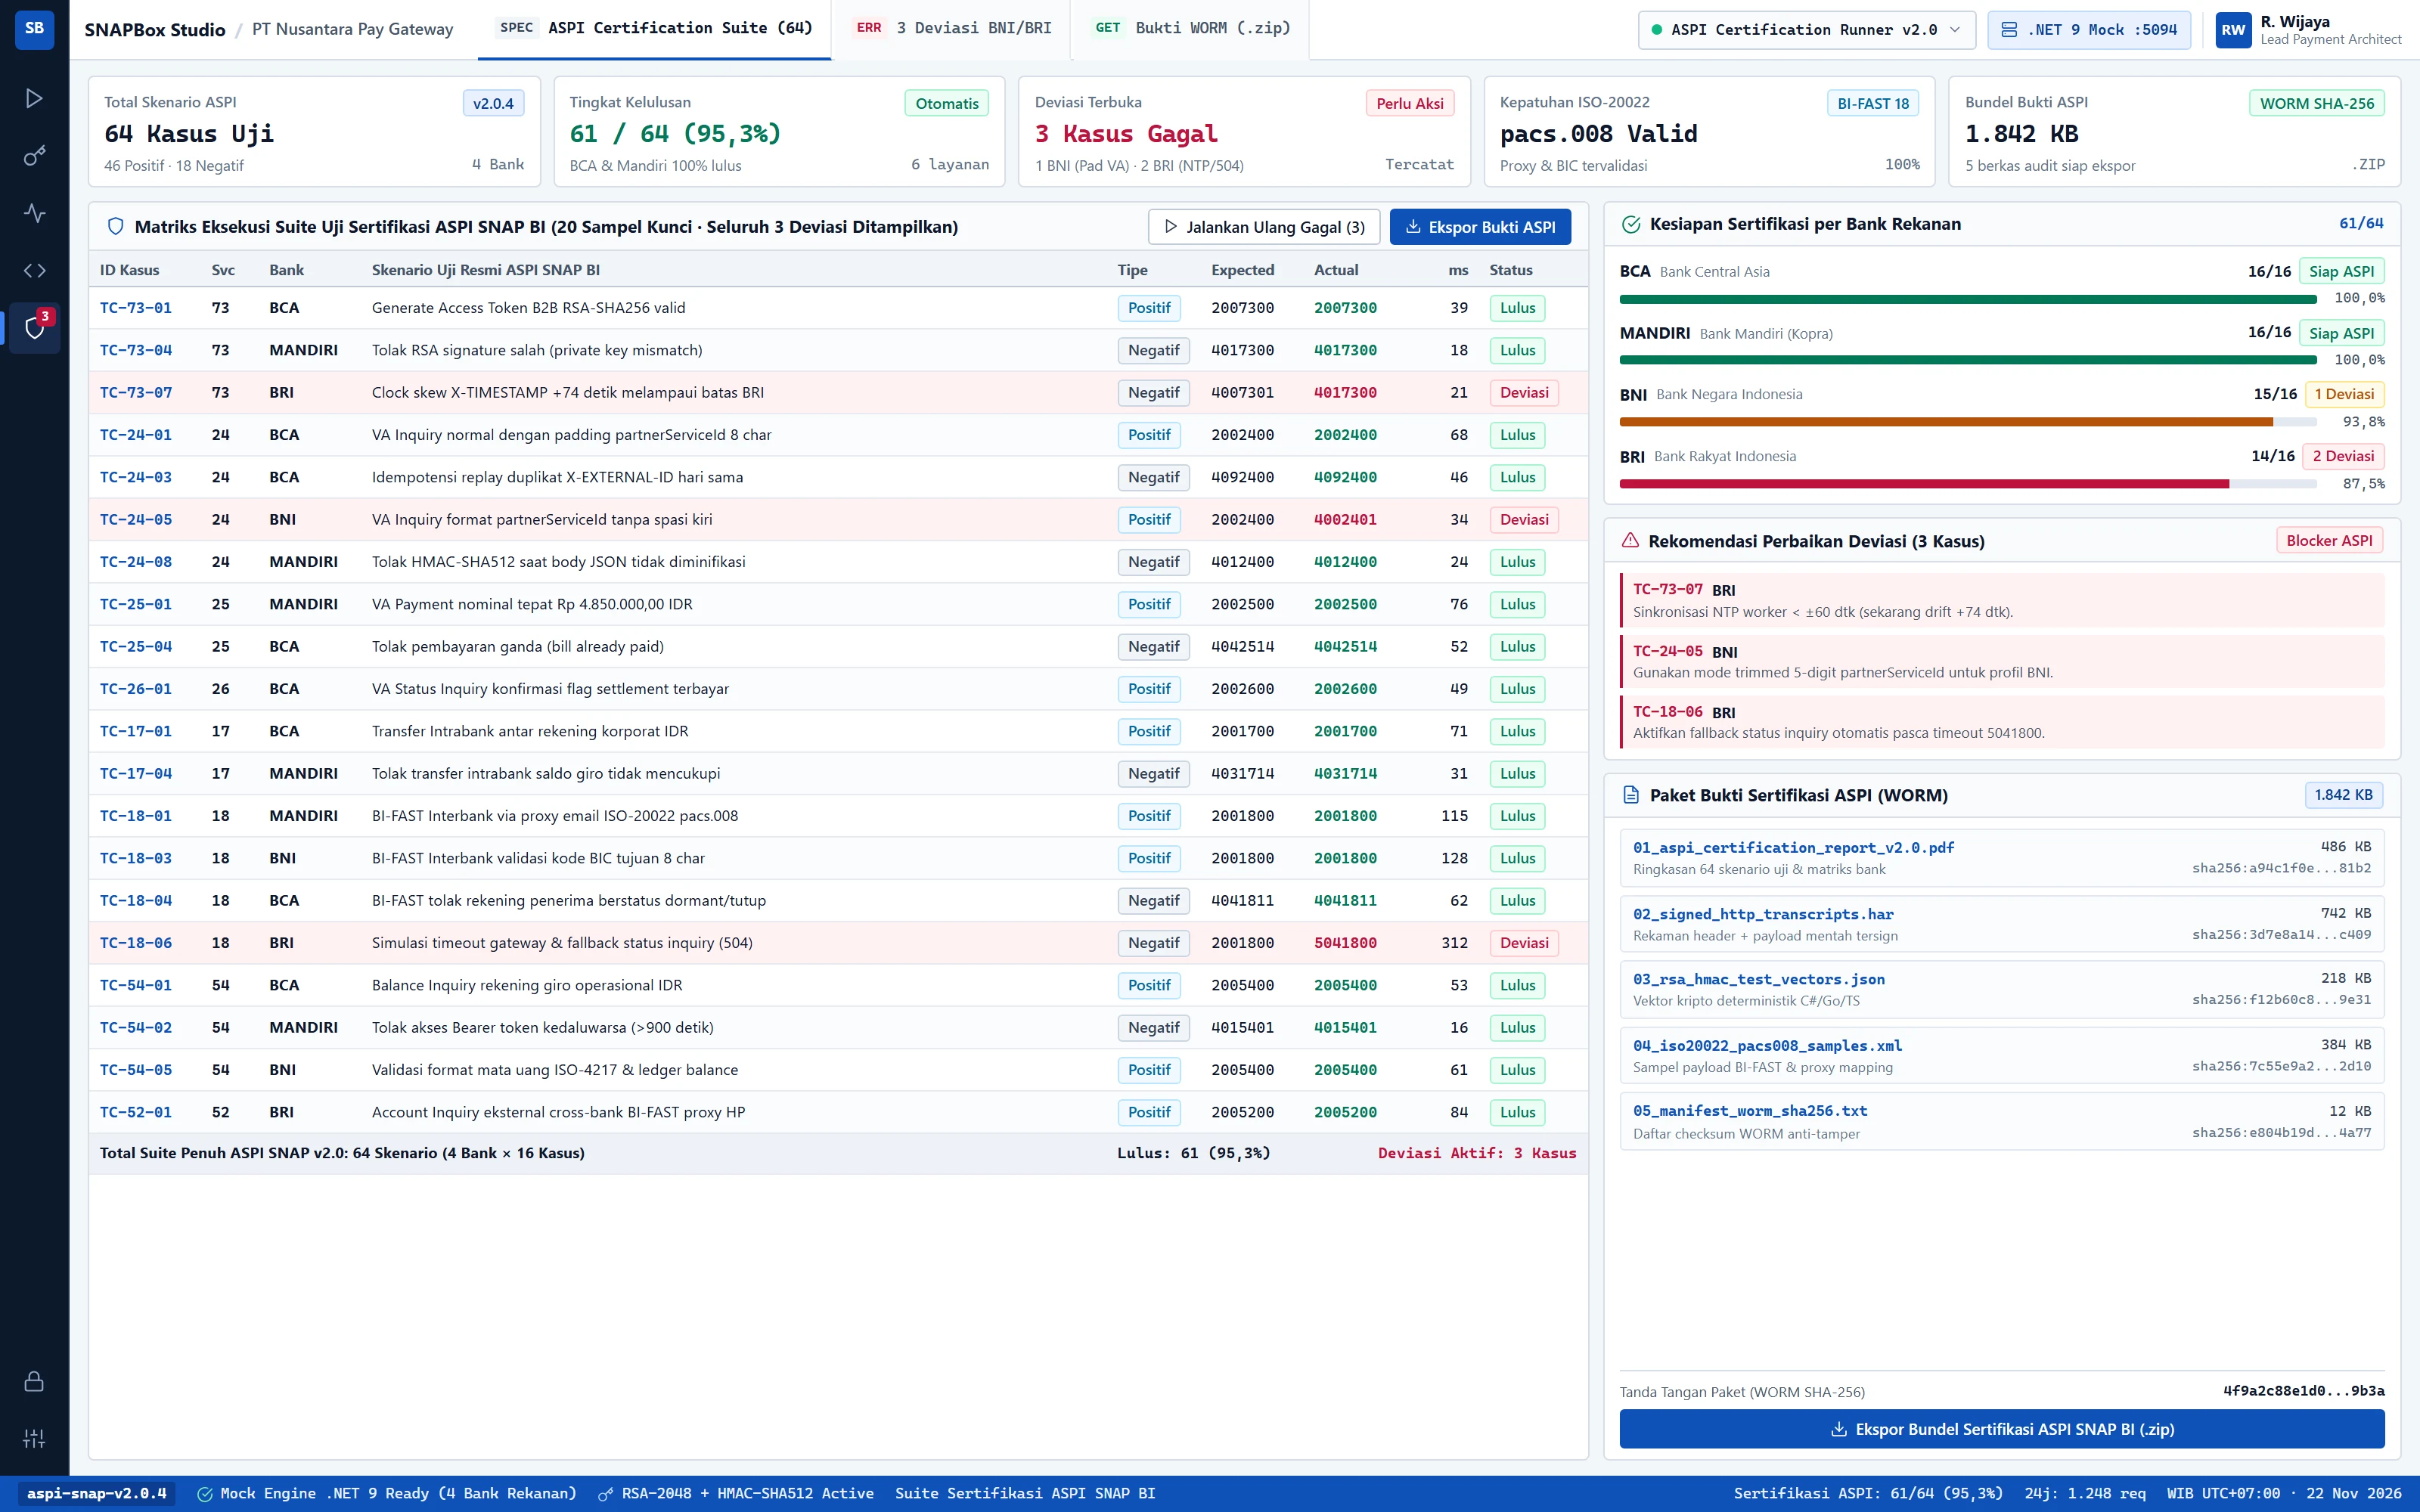 SB
SNAPBox Studio / PT Nusantara Pay Gateway
SPEC ASPI Certification Suite (64)
ERR 3 Deviasi BNI/BRI
GET Bukti WORM (.zip)
ASPI Certification Runner v2.0
.NET 9 Mock :5094
RW
R. Wijaya
Lead Payment Architect
3
Total Skenario ASPI
v2.0.4
64 Kasus Uji
46 Positif · 18 Negatif
4 Bank
Tingkat Kelulusan
Otomatis
61 / 64 (95,3%)
BCA & Mandiri 100% lulus
6 layanan
Deviasi Terbuka
Perlu Aksi
3 Kasus Gagal
1 BNI (Pad VA) · 2 BRI (NTP/504)
Tercatat
Kepatuhan ISO-20022
BI-FAST 18
pacs.008 Valid
Proxy & BIC tervalidasi
100%
Bundel Bukti ASPI
WORM SHA-256
1.842 KB
5 berkas audit siap ekspor
.ZIP
Matriks Eksekusi Suite Uji Sertifikasi ASPI SNAP BI (20 Sampel Kunci · Seluruh 3 Deviasi Ditampilkan)
Jalankan Ulang Gagal (3)
Ekspor Bukti ASPI
ID Kasus Svc Bank Skenario Uji Resmi ASPI SNAP BI Tipe Expected Actual ms Status
TC-73-01 73 BCA Generate Access Token B2B RSA-SHA256 valid Positif 2007300 2007300 39 Lulus
TC-73-04 73 MANDIRI Tolak RSA signature salah (private key mismatch) Negatif 4017300 4017300 18 Lulus
TC-73-07 73 BRI Clock skew X-TIMESTAMP +74 detik melampaui batas BRI Negatif 4007301 4017300 21 Deviasi
TC-24-01 24 BCA VA Inquiry normal dengan padding partnerServiceId 8 char Positif 2002400 2002400 68 Lulus
TC-24-03 24 BCA Idempotensi replay duplikat X-EXTERNAL-ID hari sama Negatif 4092400 4092400 46 Lulus
TC-24-05 24 BNI VA Inquiry format partnerServiceId tanpa spasi kiri Positif 2002400 4002401 34 Deviasi
TC-24-08 24 MANDIRI Tolak HMAC-SHA512 saat body JSON tidak diminifikasi Negatif 4012400 4012400 24 Lulus
TC-25-01 25 MANDIRI VA Payment nominal tepat Rp 4.850.000,00 IDR Positif 2002500 2002500 76 Lulus
TC-25-04 25 BCA Tolak pembayaran ganda (bill already paid) Negatif 4042514 4042514 52 Lulus
TC-26-01 26 BCA VA Status Inquiry konfirmasi flag settlement terbayar Positif 2002600 2002600 49 Lulus
TC-17-01 17 BCA Transfer Intrabank antar rekening korporat IDR Positif 2001700 2001700 71 Lulus
TC-17-04 17 MANDIRI Tolak transfer intrabank saldo giro tidak mencukupi Negatif 4031714 4031714 31 Lulus
TC-18-01 18 MANDIRI BI-FAST Interbank via proxy email ISO-20022 pacs.008 Positif 2001800 2001800 115 Lulus
TC-18-03 18 BNI BI-FAST Interbank validasi kode BIC tujuan 8 char Positif 2001800 2001800 128 Lulus
TC-18-04 18 BCA BI-FAST tolak rekening penerima berstatus dormant/tutup Negatif 4041811 4041811 62 Lulus
TC-18-06 18 BRI Simulasi timeout gateway & fallback status inquiry (504) Negatif 2001800 5041800 312 Deviasi
TC-54-01 54 BCA Balance Inquiry rekening giro operasional IDR Positif 2005400 2005400 53 Lulus
TC-54-02 54 MANDIRI Tolak akses Bearer token kedaluwarsa (>900 detik) Negatif 4015401 4015401 16 Lulus
TC-54-05 54 BNI Validasi format mata uang ISO-4217 & ledger balance Positif 2005400 2005400 61 Lulus
TC-52-01 52 BRI Account Inquiry eksternal cross-bank BI-FAST proxy HP Positif 2005200 2005200 84 Lulus
Total Suite Penuh ASPI SNAP v2.0: 64 Skenario (4 Bank × 16 Kasus) Lulus: 61 (95,3%) Deviasi Aktif: 3 Kasus
Kesiapan Sertifikasi per Bank Rekanan
61/64
BCA Bank Central Asia 16/16 Siap ASPI
100,0%
MANDIRI Bank Mandiri (Kopra) 16/16 Siap ASPI
100,0%
BNI Bank Negara Indonesia 15/16 1 Deviasi
93,8%
BRI Bank Rakyat Indonesia 14/16 2 Deviasi
87,5%
Rekomendasi Perbaikan Deviasi (3 Kasus)
Blocker ASPI
TC-73-07 BRI
Sinkronisasi NTP worker < ±60 dtk (sekarang drift +74 dtk).
TC-24-05 BNI
Gunakan mode trimmed 5-digit partnerServiceId untuk profil BNI.
TC-18-06 BRI
Aktifkan fallback status inquiry otomatis pasca timeout 5041800.
Paket Bukti Sertifikasi ASPI (WORM)
1.842 KB
01_aspi_certification_report_v2.0.pdf 486 KB
Ringkasan 64 skenario uji & matriks bank sha256:a94c1f0e...81b2
02_signed_http_transcripts.har 742 KB
Rekaman header + payload mentah tersign sha256:3d7e8a14...c409
03_rsa_hmac_test_vectors.json 218 KB
Vektor kripto deterministik C#/Go/TS sha256:f12b60c8...9e31
04_iso20022_pacs008_samples.xml 384 KB
Sampel payload BI-FAST & proxy mapping sha256:7c55e9a2...2d10
05_manifest_worm_sha256.txt 12 KB
Daftar checksum WORM anti-tamper sha256:e804b19d...4a77
Tanda Tangan Paket (WORM SHA-256) 4f9a2c88e1d0...9b3a
Ekspor Bundel Sertifikasi ASPI SNAP BI (.zip)
aspi-snap-v2.0.4 Mock Engine .NET 9 Ready (4 Bank Rekanan) RSA-2048 + HMAC-SHA512 Active Suite Sertifikasi ASPI SNAP BI Sertifikasi ASPI: 61/64 (95,3%) 24j: 1.248 req WIB UTC+07:00 · 22 Nov 2026